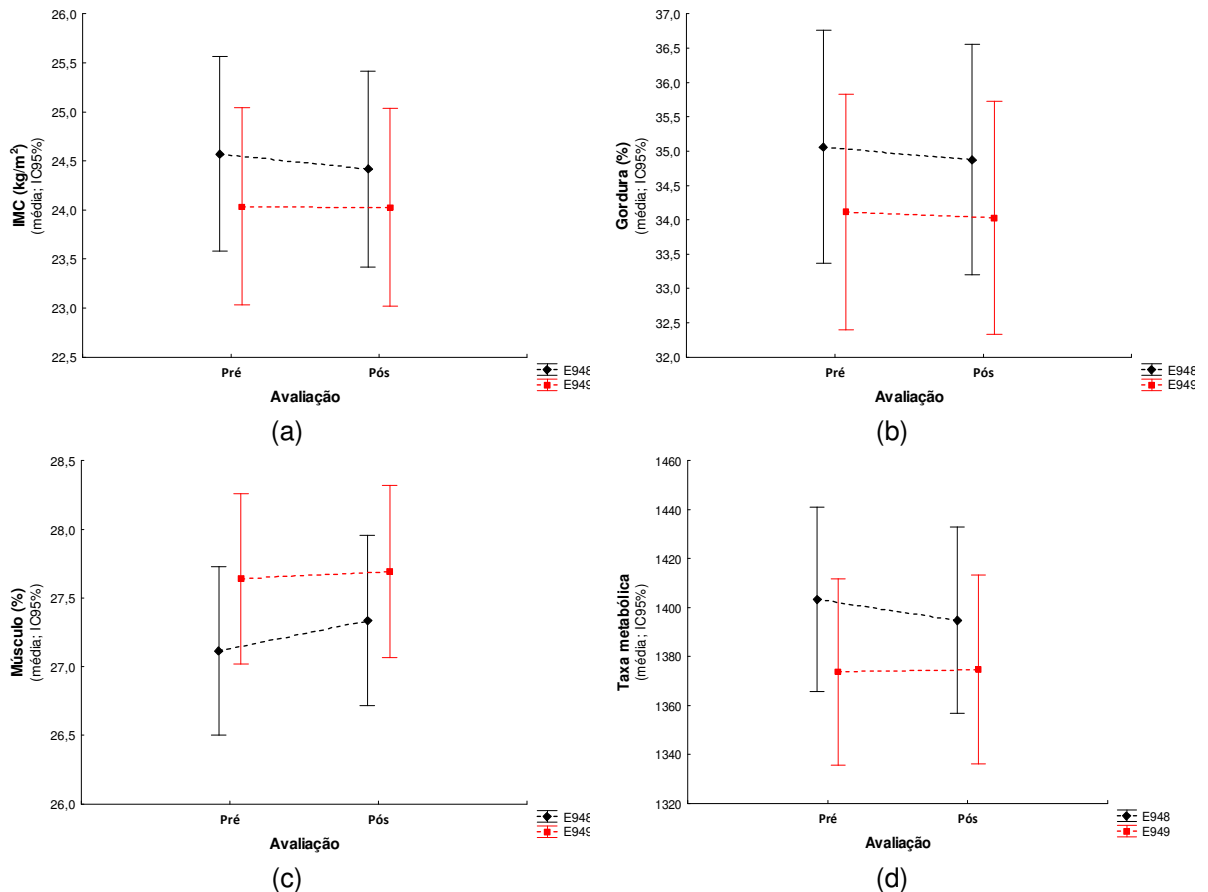 26,0
25,5
25,0
24,5
24,0
23,5
23,0
22,5
IMC (kg/m²)
(média; IC95%)
Pré
Pós
Avaliação
E948
E949
(a)
37,0
36,5
36,0
35,5
35,0
34,5
34,0
33,5
33,0
32,5
32,0
Gordura (%)
(média; IC95%)
Pré
Pós
Avaliação
E948
E949
(b)
28,5
28,0
27,5
27,0
26,5
26,0
Músculo (%)
(média; IC95%)
Pré
Pós
Avaliação
E948
E949
(c)
1460
1440
1420
1400
1380
1360
1340
1320
Taxa metabólica
(média; IC95%)
Pré
Pós
Avaliação
E948
E949
(d)